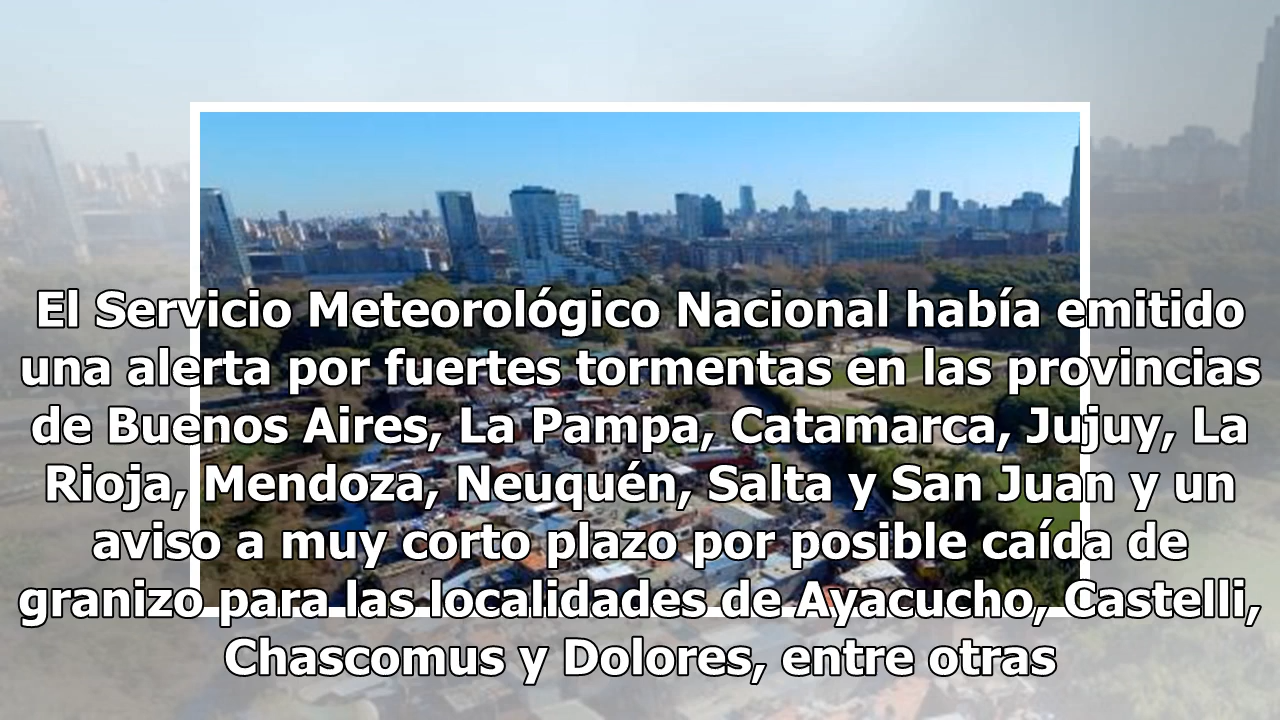 El Servicio Meteorológico Nacional había emitido
una alerta por fuertes tormentas en las provincias
de Buenos Aires, La Pampa, Catamarca, Jujuy, La
Rioja, Mendoza, Neuquén, Salta y San Juan y un
aviso a muy corto plazo por posible caída de
granizo para las localidades de Ayacucho, Castelli,
Chascomus y Dolores, entre otras